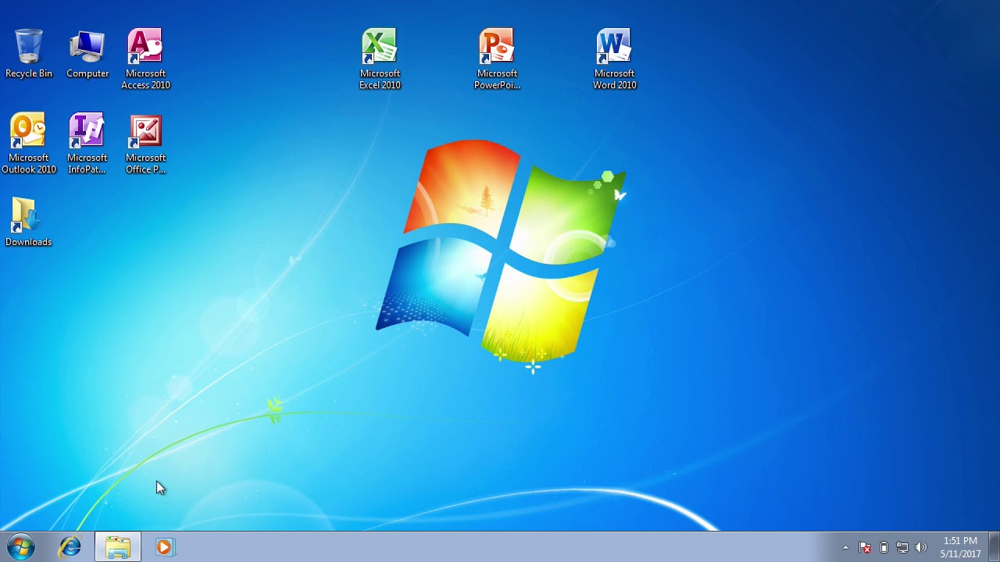 Recycle Bin
Computer
Microsoft
Access 2010
Microsoft
Excel 2010
Microsoft
PowerPoi...
Microsoft
Word 2010
Microsoft
Outlook 2010
Microsoft
InfoPat...
Microsoft
Office P...
Downloads
1:51 PM
5/11/2017